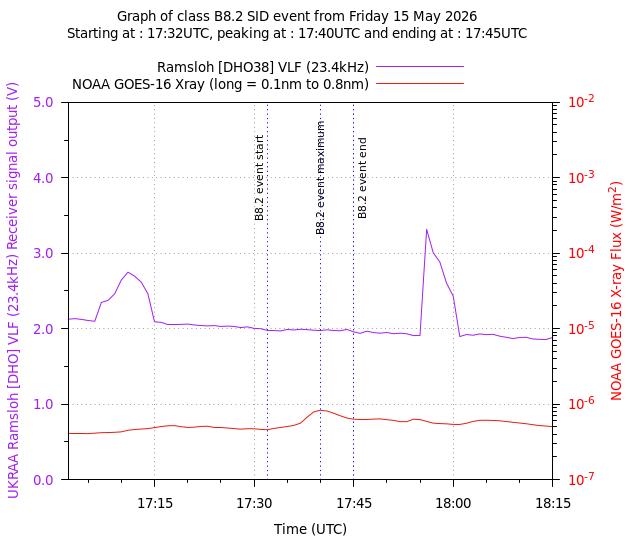 Graph of class B8.2 SID event from Friday 15 May 2026
Starting at : 17:32UTC, peaking at : 17:40UTC and ending at : 17:45UTC
Ramsloh [DHO38] VLF (23.4kHz)
NOAA GOES-16 Xray (long = 0.1nm to 0.8nm)
UKRAA Ramsloh [DHO] VLF (23.4kHz) Receiver signal output (V)
5.0
4.0
3.0
2.0
1.0
0.0
B8.2 event start
B8.2 event maximum
B8.2 event end
10-2
10-3
10-4
10-5
10-6
10-7
NOAA GOES-16 X-ray Flux (W/m2)
17:15
17:30
17:45
18:00
18:15
Time (UTC)